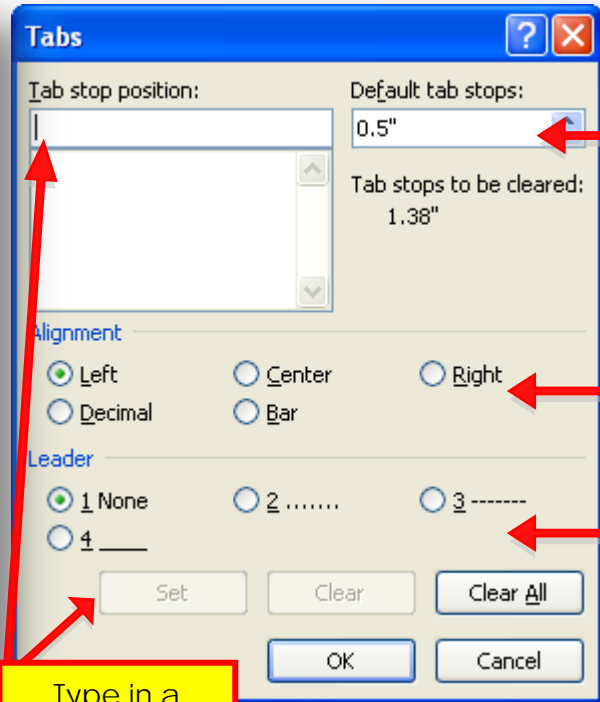 Tabs
Tab stop position:
Default tab stops:
0.5"
Tab stops to be cleared:
1.38"
Alignment
Left Center Right
Decimal Bar
Leader
1 None 2 ....... 3 -------
4 ____
Set Clear Clear All
OK Cancel
Type in a